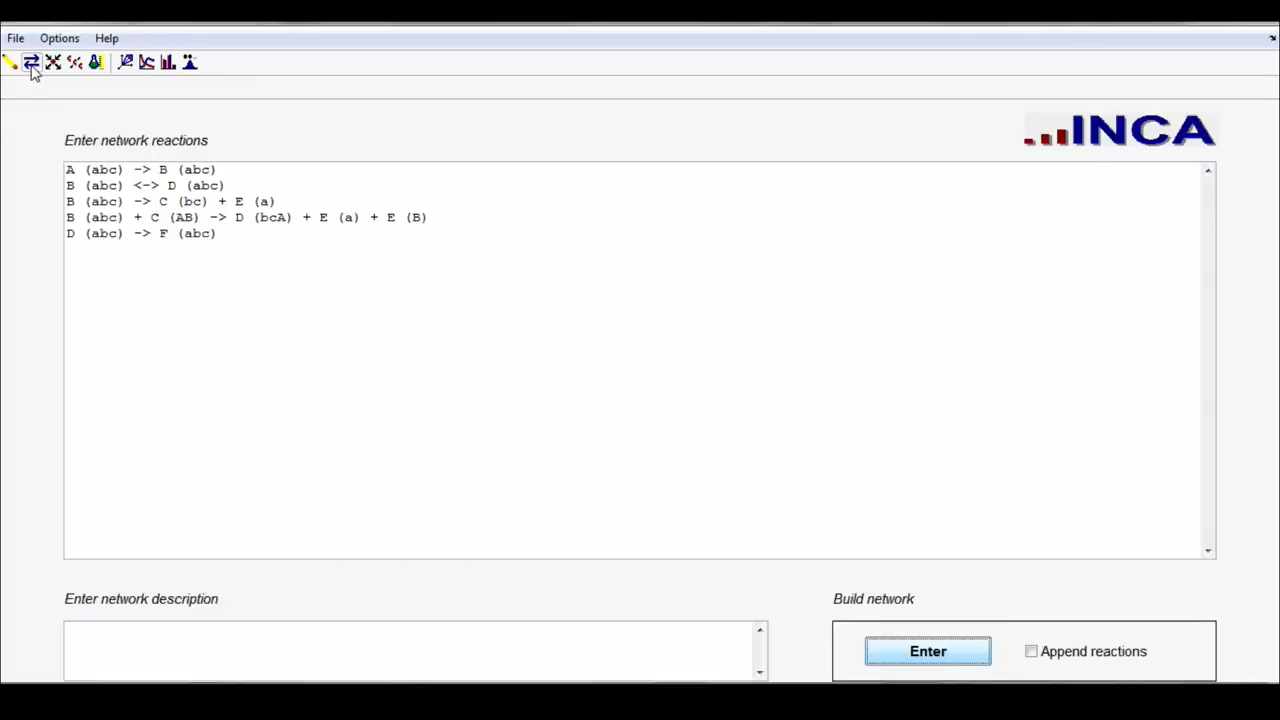 File Options Help
Enter network reactions
...INCA
A (abc) -> B (abc)
B (abc) <-> D (abc)
B (abc) -> C (bc) + E (a)
B (abc) + C (AB) -> D (bcA) + E (a) + E (B)
D (abc) -> F (abc)
Enter network description
Build network
Enter
Append reactions